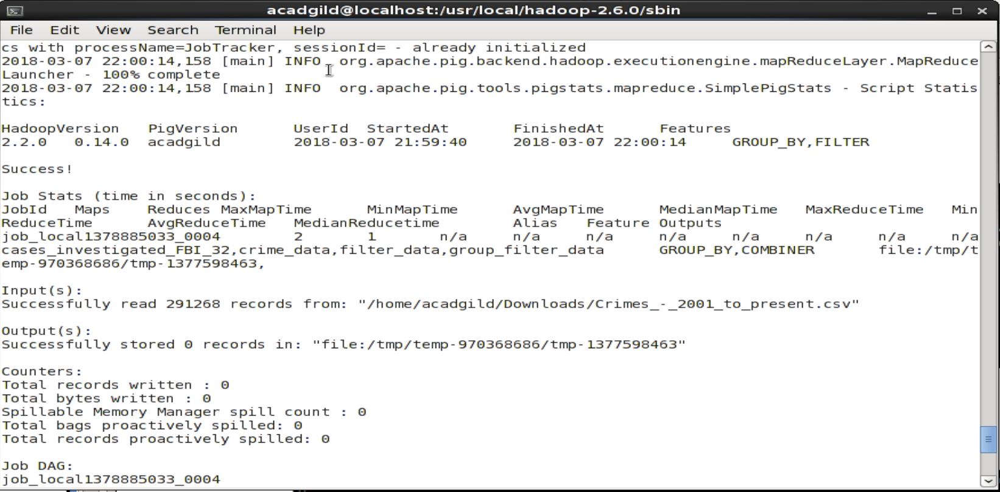 acadgild@localhost:/usr/local/hadoop-2.6.0/sbin
File Edit View Search Terminal Help
cs with processName=JobTracker, sessionId= - already initialized
2018-03-07 22:00:14,158 [main] INFO  org.apache.pig.backend.hadoop.executionengine.mapReduceLayer.MapReduce
Launcher - 100% complete
2018-03-07 22:00:14,158 [main] INFO  org.apache.pig.tools.pigstats.mapreduce.SimplePigStats - Script Statis
tics:
HadoopVersion PigVersion UserId StartedAt FinishedAt Features
2.2.0 0.14.0 acadgild 2018-03-07 21:59:40 2018-03-07 22:00:14 GROUP_BY,FILTER
Success!
Job Stats (time in seconds):
JobId Maps Reduces MaxMapTime MinMapTime AvgMapTime MedianMapTime MaxReduceTime Min
ReduceTime AvgReduceTime MedianReducetime Alias Feature Outputs
job_local1378885033_0004 2 1 n/a n/a n/a n/a n/a n/a n/a n/a
cases_investigated_FBI_32,crime_data,filter_data,group_filter_data GROUP_BY,COMBINER file:/tmp/t
emp-970368686/tmp-1377598463,
Input(s):
Successfully read 291268 records from: "/home/acadgild/Downloads/Crimes_-_2001_to_present.csv"
Output(s):
Successfully stored 0 records in: "file:/tmp/temp-970368686/tmp-1377598463"
Counters:
Total records written : 0
Total bytes written : 0
Spillable Memory Manager spill count : 0
Total bags proactively spilled: 0
Total records proactively spilled: 0
Job DAG:
job_local1378885033_0004